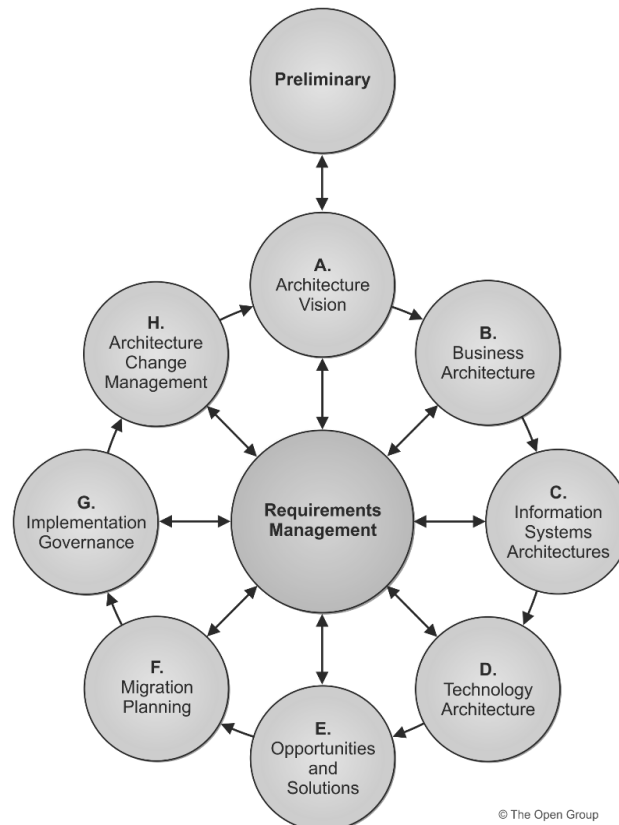 Preliminary
A.
Architecture
Vision
B.
Business
Architecture
C.
Information
Systems
Architectures
D.
Technology
Architecture
E.
Opportunities
and
Solutions
F.
Migration
Planning
G.
Implementation
Governance
H.
Architecture
Change
Management
Requirements
Management
© The Open Group